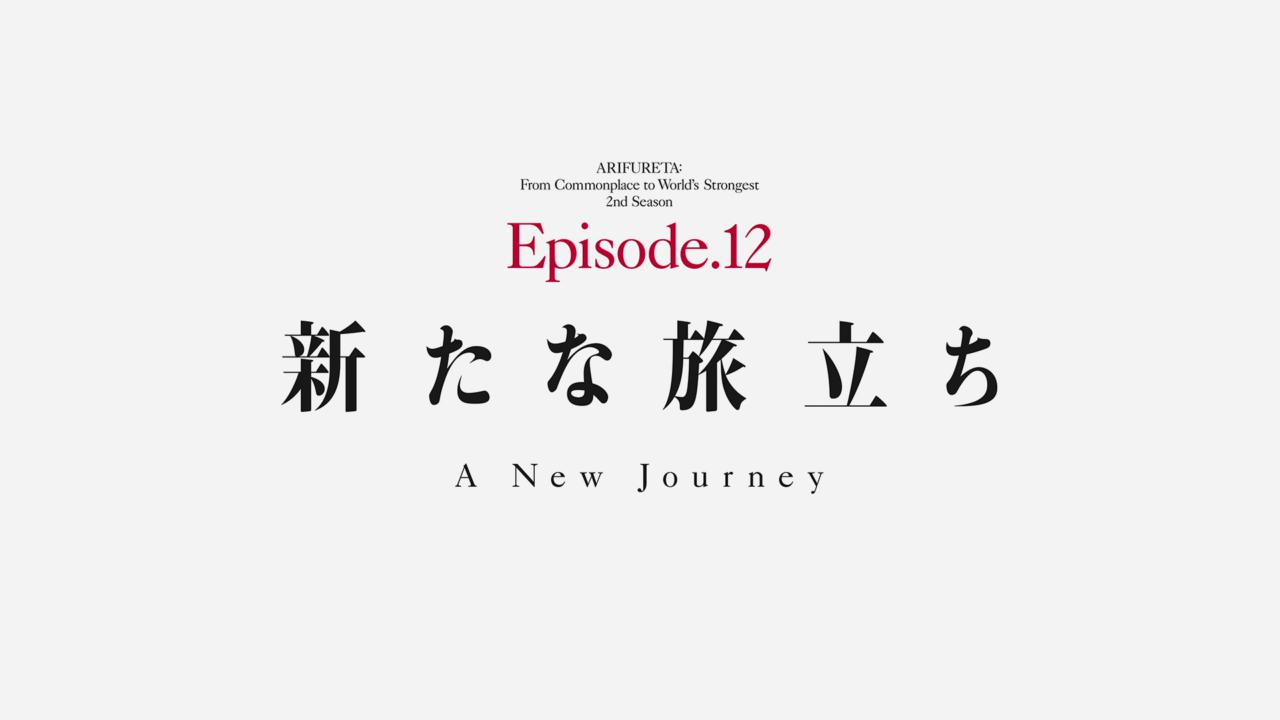 ARIFURETA:
From Commonplace to World's Strongest
2nd Season
Episode.12
新たな旅立ち
A New Journey